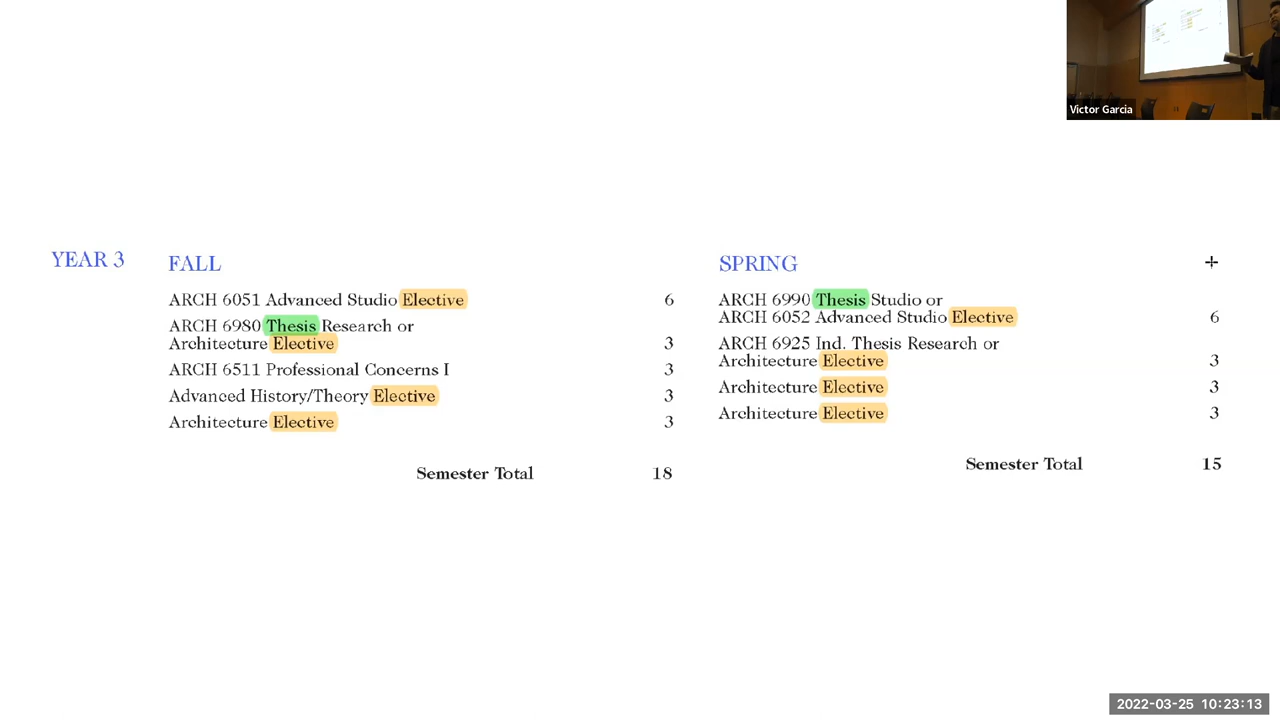 Victor Garcia
YEAR 3
FALL
ARCH 6051 Advanced Studio Elective 6
ARCH 6980 Thesis Research or
Architecture Elective 3
ARCH 6511 Professional Concerns I 3
Advanced History/Theory Elective 3
Architecture Elective 3
Semester Total 18
SPRING +
ARCH 6990 Thesis Studio or
ARCH 6052 Advanced Studio Elective 6
ARCH 6925 Ind. Thesis Research or
Architecture Elective 3
Architecture Elective 3
Architecture Elective 3
Semester Total 15
2022-03-25 10:23:13